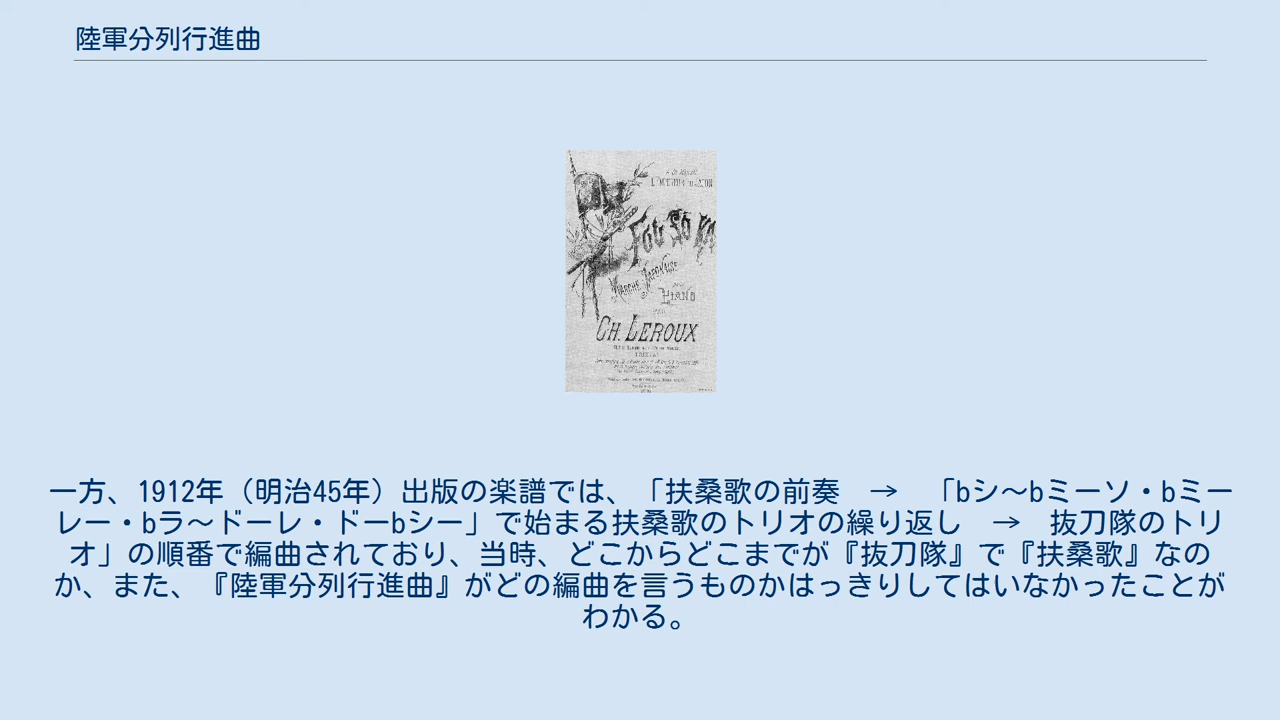 陸軍分列行進曲
MARCHE JAPONAISE
PIANO
CH. LEROUX
一方、1912年（明治45年）出版の楽譜では、「扶桑歌の前奏　→　「bシ〜bミーソ・bミー
レー・bラ〜ドーレ・ドーbシー」で始まる扶桑歌のトリオの繰り返し　→　抜刀隊のトリ
オ」の順番で編曲されており、当時、どこからどこまでが『抜刀隊』で『扶桑歌』なの
か、また、『陸軍分列行進曲』がどの編曲を言うものかはっきりしてはいなかったことが
わかる。